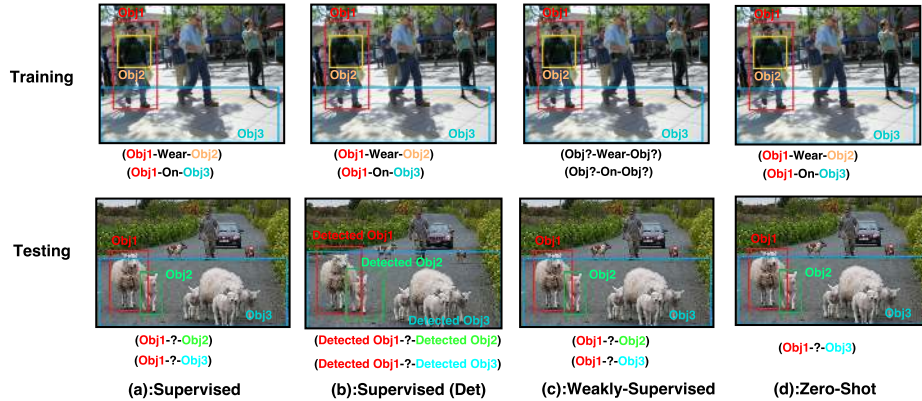 Training
Obj1 Obj1 Obj1 Obj1
Obj2 Obj2 Obj2 Obj2
Obj3 Obj3 Obj3 Obj3
(Obj1-Wear-Obj2) (Obj1-Wear-Obj2) (Obj?-Wear-Obj?) (Obj1-Wear-Obj2)
(Obj1-On-Obj3) (Obj1-On-Obj3) (Obj?-On-Obj?) (Obj1-On-Obj3)
Testing
Obj1 Detected Obj1 Obj1 Obj1
Obj2 Detected Obj2 Obj2 Obj2
Obj3 Detected Obj3 Obj3 Obj3
(Obj1-?-Obj2) (Detected Obj1-?-Detected Obj2) (Obj1-?-Obj2)
(Obj1-?-Obj3) (Detected Obj1-?-Detected Obj3) (Obj1-?-Obj3) (Obj1-?-Obj3)
(a):Supervised (b):Supervised (Det) (c):Weakly-Supervised (d):Zero-Shot